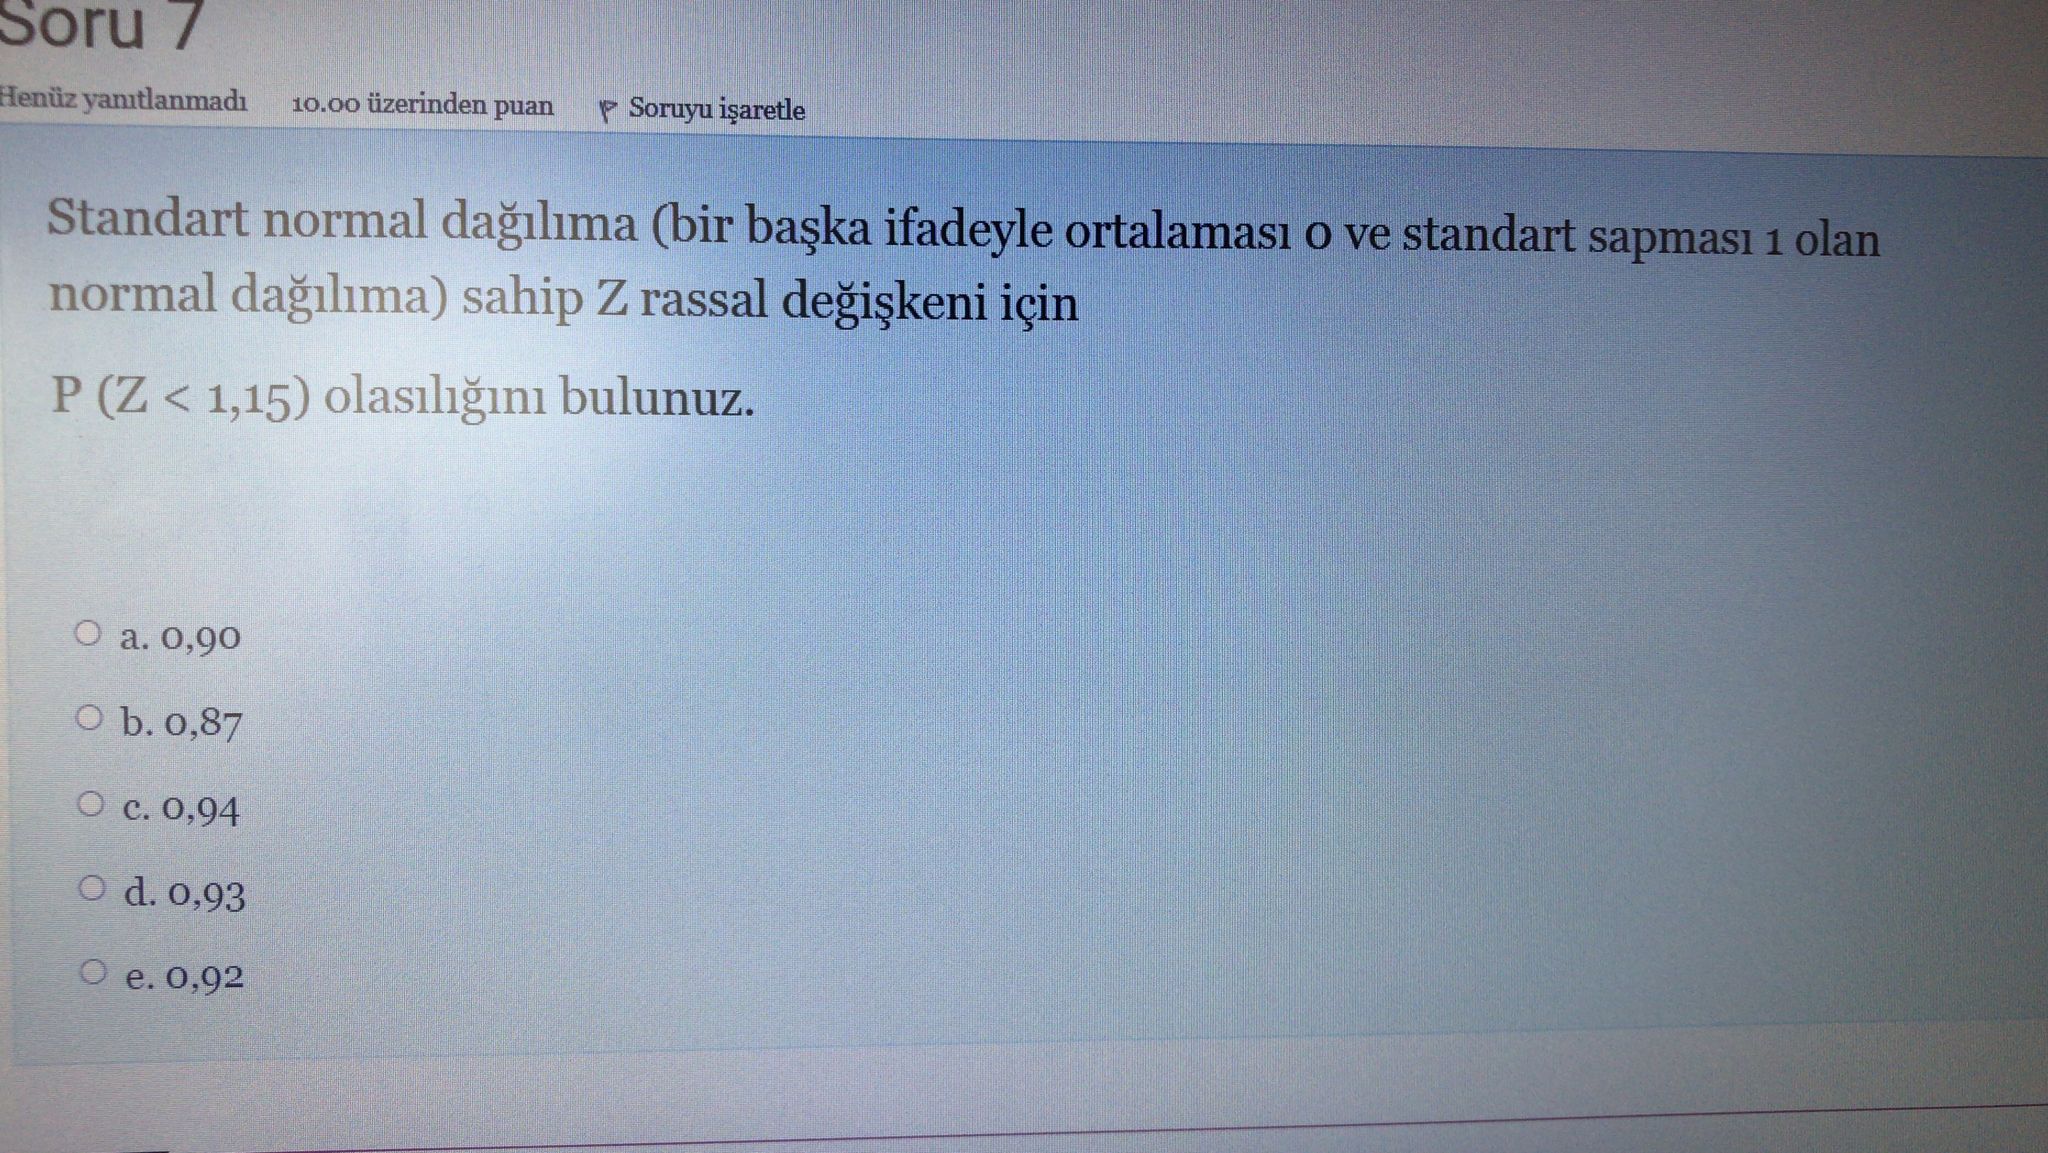 Soru 7
Henüz yanıtlanmadı 10.00 üzerinden puan Soruyu işaretle
Standart normal dağılıma (bir başka ifadeyle ortalaması 0 ve standart sapması 1 olan
normal dağılıma) sahip Z rassal değişkeni için
P (Z < 1,15) olasılığını bulunuz.
a. 0,90
b. 0,87
c. 0,94
d. 0,93
e. 0,92